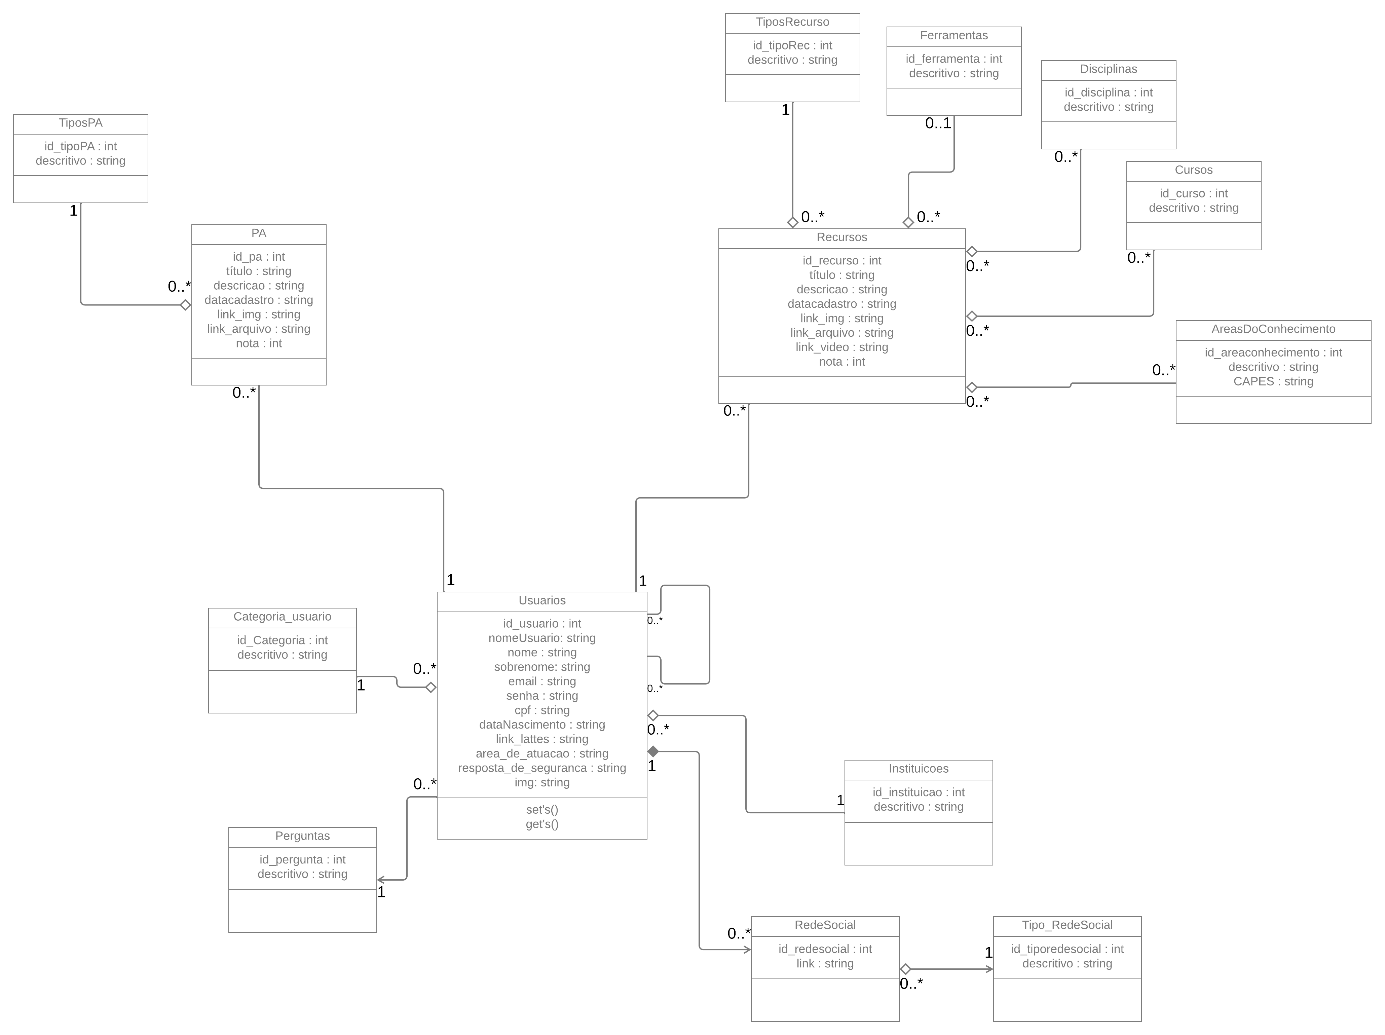 TiposRecurso
id_tipoRec : int
descritivo : string
1
0..*
Ferramentas
id_ferramenta : int
descritivo : string
0..1
0..*
Disciplinas
id_disciplina : int
descritivo : string
0..*
0..*
Cursos
id_curso : int
descritivo : string
0..*
0..*
AreasDoConhecimento
id_areaconhecimento : int
descritivo : string
CAPES : string
0..*
0..*
TiposPA
id_tipoPA : int
descritivo : string
1
0..*
PA
id_pa : int
título : string
descricao : string
datacadastro : string
link_img : string
link_arquivo : string
nota : int
0..*
1
Recursos
id_recurso : int
título : string
descricao : string
datacadastro : string
link_img : string
link_arquivo : string
link_video : string
nota : int
0..*
1
Categoria_usuario
id_Categoria : int
descritivo : string
1
0..*
Usuarios
id_usuario : int
nomeUsuario: string
nome : string
sobrenome: string
email : string
senha : string
cpf : string
dataNascimento : string
link_lattes : string
area_de_atuacao : string
resposta_de_seguranca : string
img: string
set's()
get's()
0..*
0..*
0..*
1
0..*
Perguntas
id_pergunta : int
descritivo : string
1
Instituicoes
id_instituicao : int
descritivo : string
1
RedeSocial
id_redesocial : int
link : string
0..*
0..*
Tipo_RedeSocial
id_tiporedesocial : int
descritivo : string
1